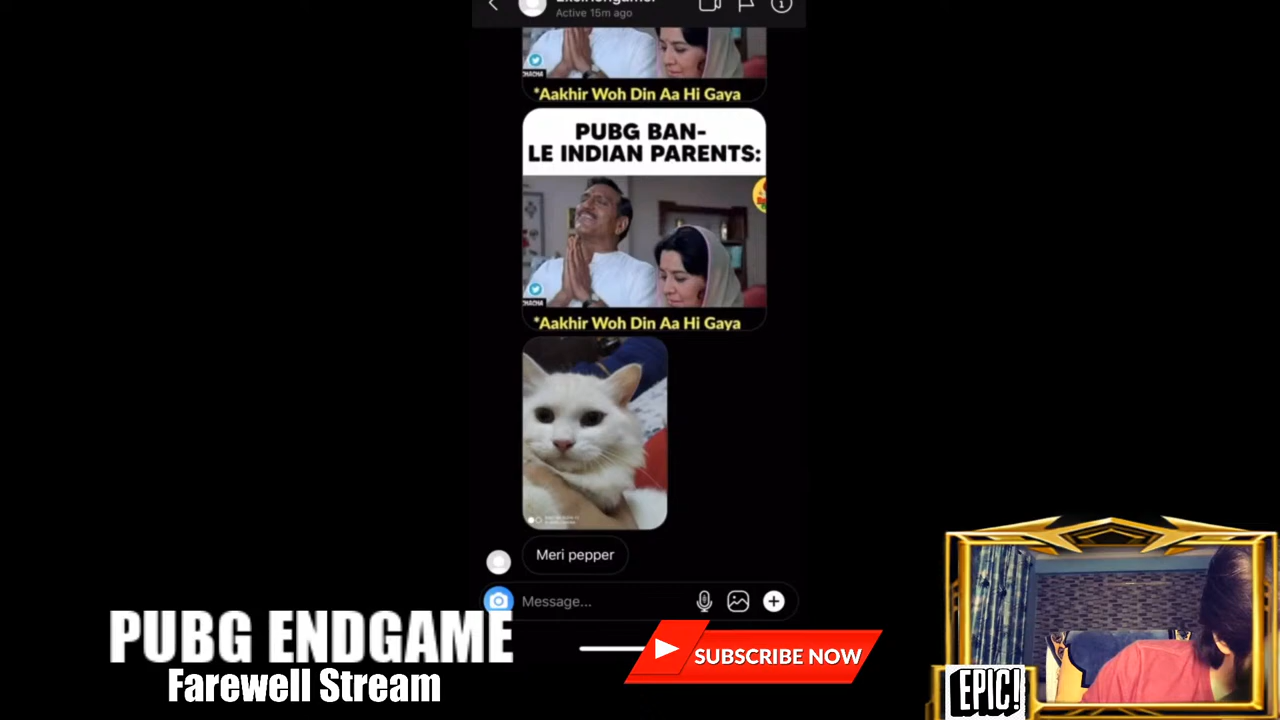 Active 15m ago
*Aakhir Woh Din Aa Hi Gaya
PUBG BAN-
LE INDIAN PARENTS:
*Aakhir Woh Din Aa Hi Gaya
Meri pepper
Message...
PUBG ENDGAME
Farewell Stream
SUBSCRIBE NOW
EPIC!